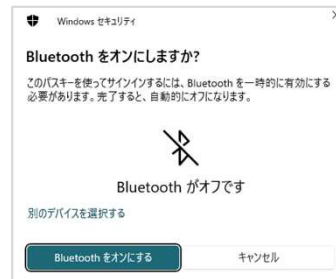 Windows セキュリティ
Bluetooth をオンにしますか?
このパスキーを使ってサインインするには、Bluetooth を一時的に有効にする
必要があります。完了すると、自動的にオフになります。
Bluetooth がオフです
別のデバイスを選択する
Bluetooth をオンにする
キャンセル